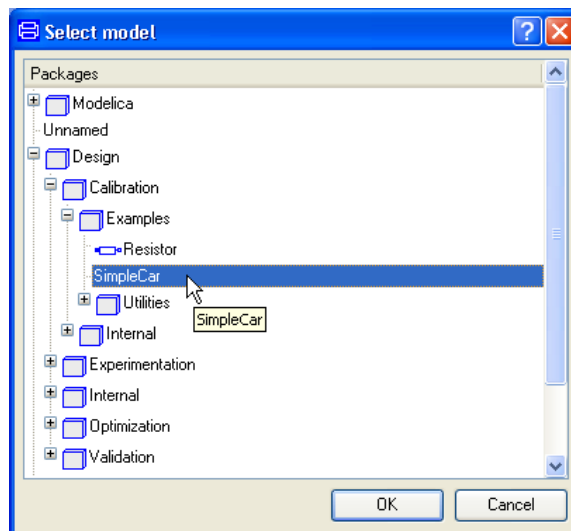 Select model
Packages
Modelica
Unnamed
Design
Calibration
Examples
Resistor
SimpleCar
Utilities
SimpleCar
Internal
Experimentation
Internal
Optimization
Validation
OK Cancel